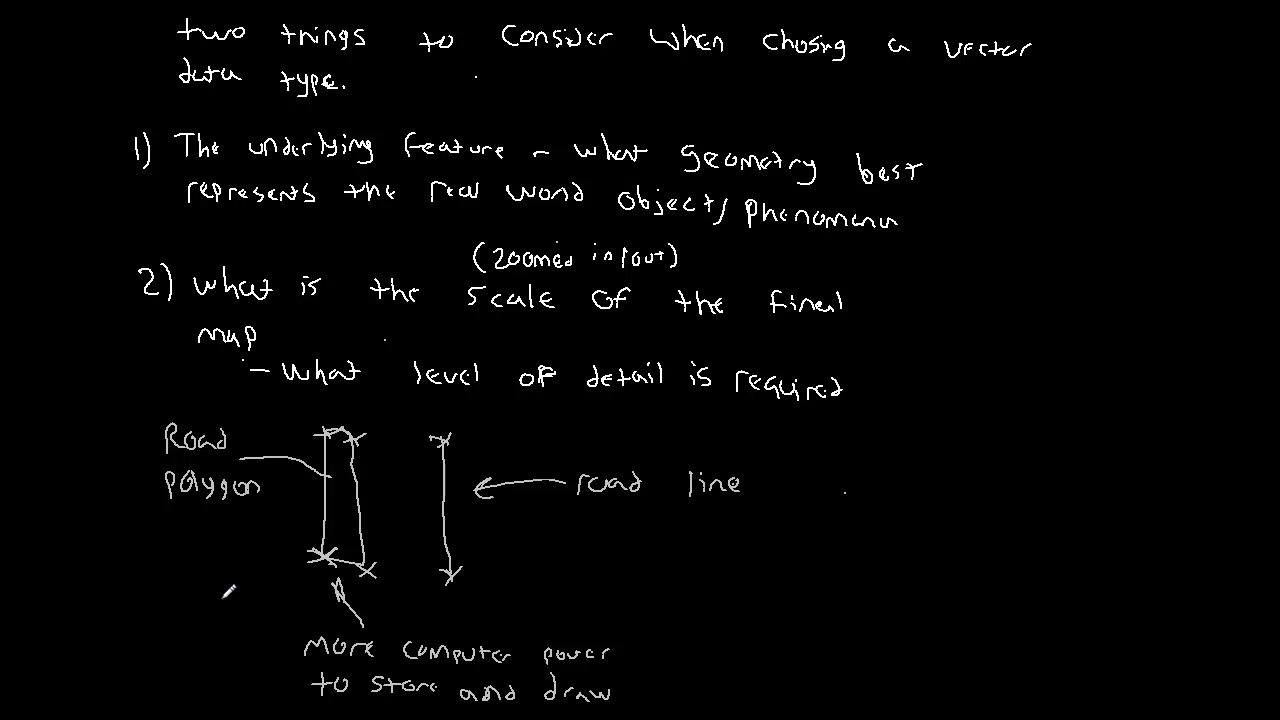 two things to consider when chosing a vector
data type.
1) The underlying feature - what geometry best
represents the real word object/phenomena
(zoomed in/out)
2) what is the scale of the final
map
- what level of detail is required
Road
polygon
road line
more computer power
to store and draw